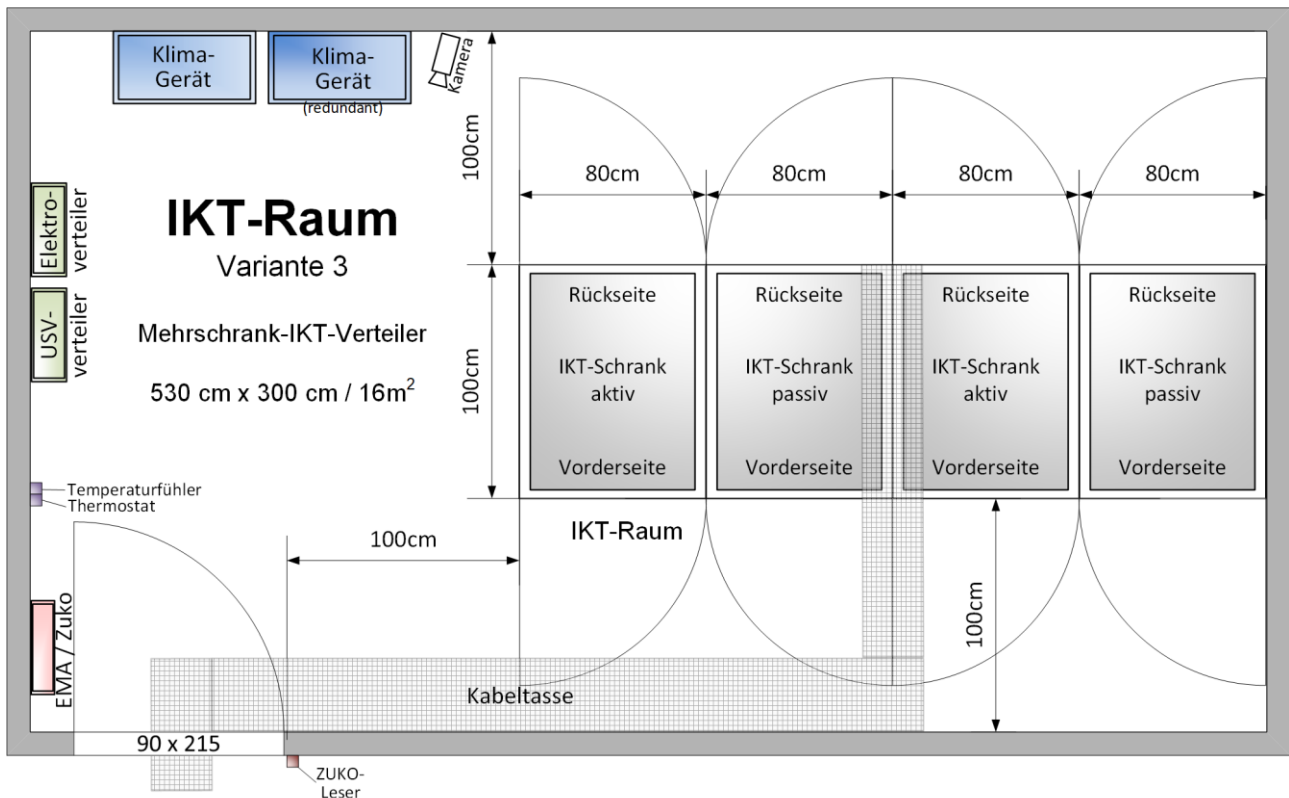 Klima-
Gerät
Klima-
Gerät
(redundant)
Kamera
100cm
80cm
80cm
80cm
80cm
Elektro-
verteiler
IKT-Raum
Variante 3
USV-
verteiler
Mehrschrank-IKT-Verteiler
530 cm x 300 cm / 16m²
100cm
Rückseite
IKT-Schrank
aktiv
Vorderseite
Rückseite
IKT-Schrank
passiv
Vorderseite
Rückseite
IKT-Schrank
aktiv
Vorderseite
Rückseite
IKT-Schrank
passiv
Vorderseite
Temperaturfühler
Thermostat
100cm
IKT-Raum
100cm
EMA / Zuko
Kabeltasse
90 x 215
ZUKO-
Leser